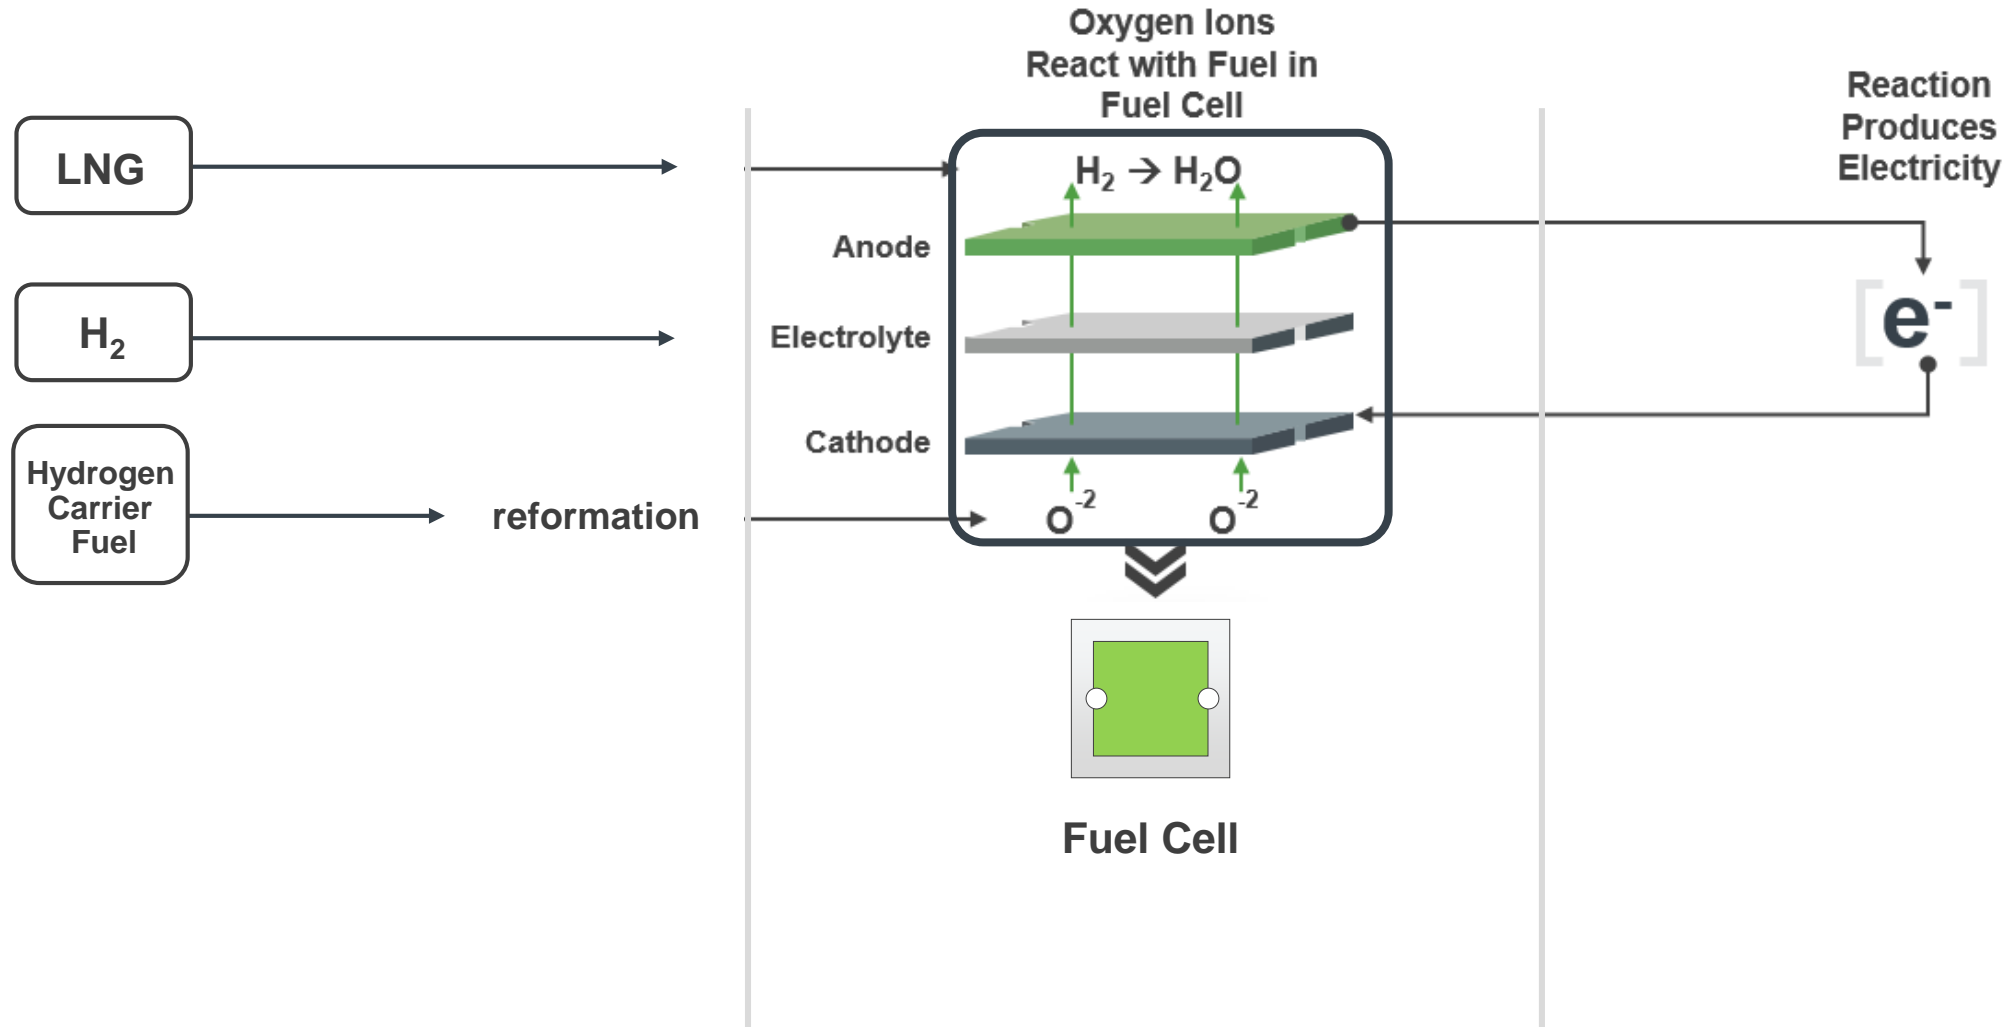 Oxygen Ions
React with Fuel in
Fuel Cell
Reaction
Produces
Electricity
LNG
H₂ → H₂O
Anode
H₂
Electrolyte
[e-]
Cathode
Hydrogen
Carrier
Fuel
reformation
O-2 O-2
Fuel Cell